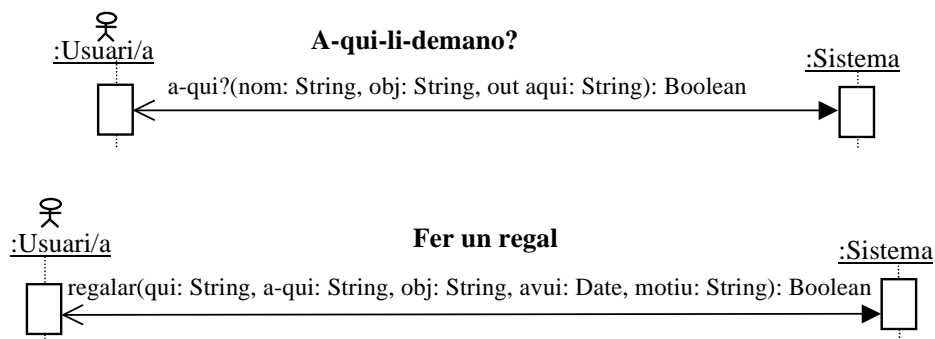 A-qui-li-demano?
:Usuari/a
:Sistema
a-qui?(nom: String, obj: String, out aqui: String): Boolean
Fer un regal
:Usuari/a
:Sistema
regalar(qui: String, a-qui: String, obj: String, avui: Date, motiu: String): Boolean